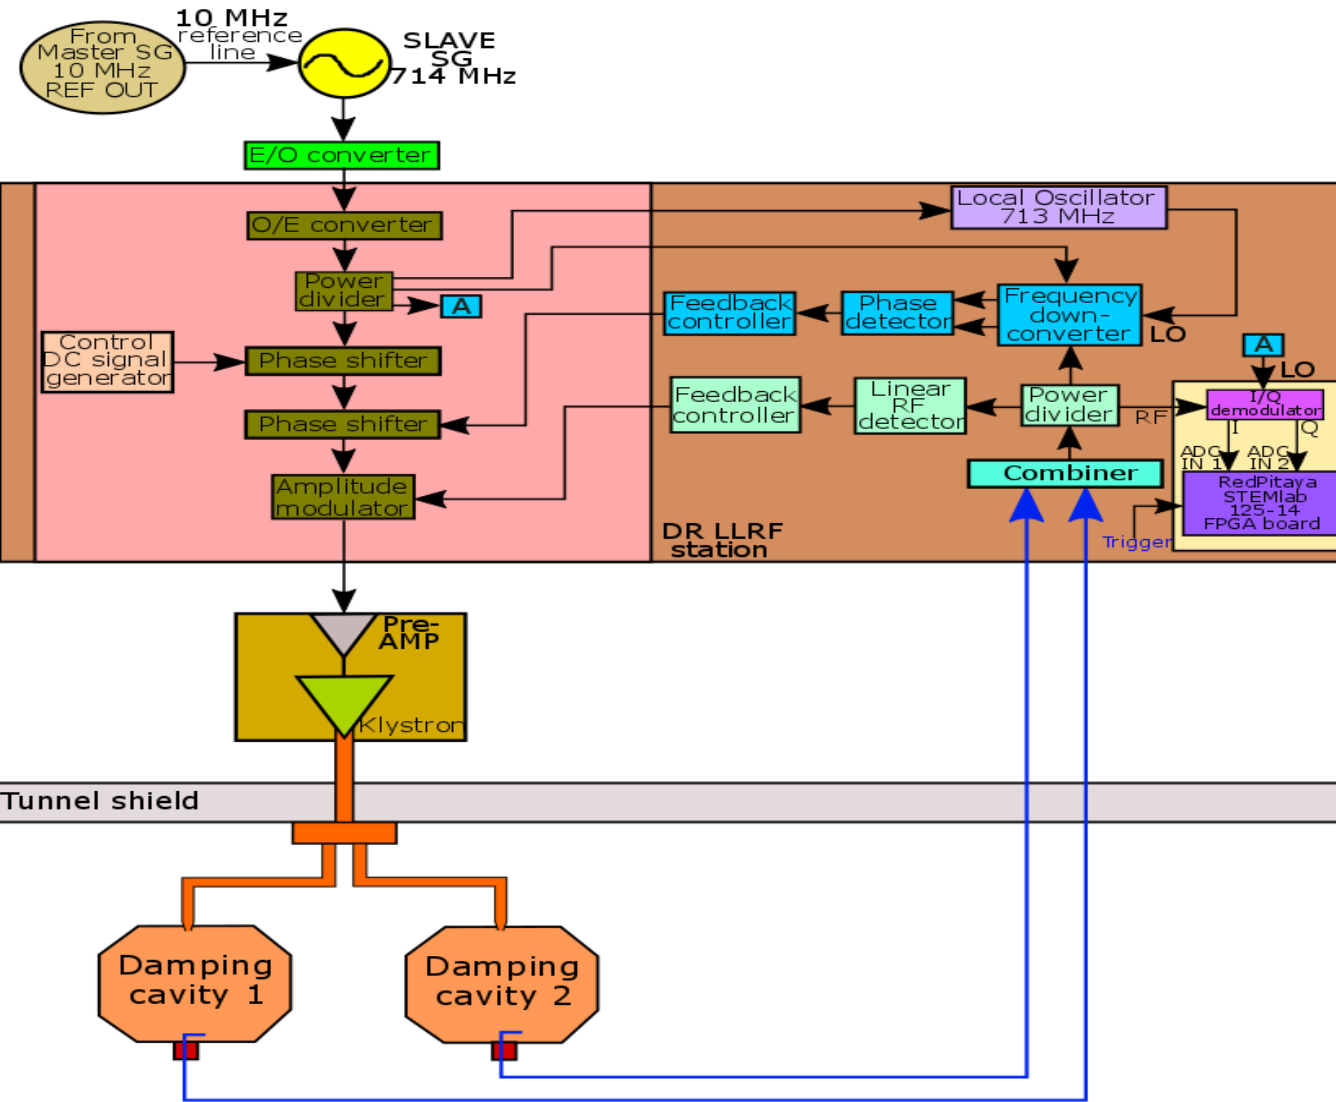 From
Master SG
10 MHz
REF OUT
10 MHz
reference
line
SLAVE
SG
714 MHz
E/O converter
O/E converter
Power
divider
A
Control
DC signal
generator
Phase shifter
Phase shifter
Amplitude
modulator
Local Oscillator
713 MHz
Feedback
controller
Phase
detector
Frequency
down-
converter
LO
A
LO
Feedback
controller
Linear
RF
detector
Power
divider
RF
I/Q
demodulator
I
Q
ADC
IN 1
ADC
IN 2
Combiner
RedPitaya
STEMlab
125-14
FPGA board
Trigger
DR LLRF
station
Pre-
AMP
Klystron
Tunnel shield
Damping
cavity 1
Damping
cavity 2